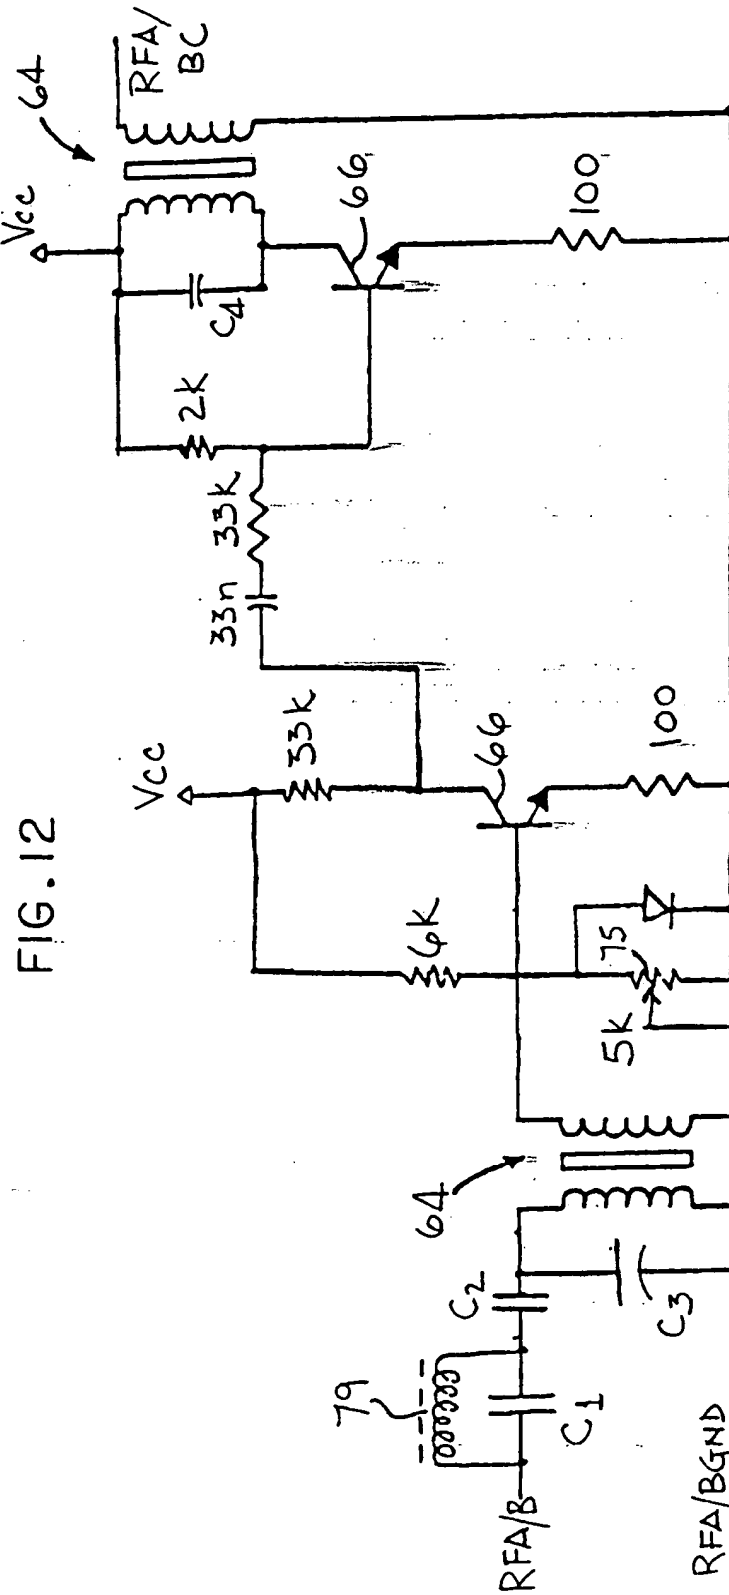 Vcc
FIG.12
64
RFA/
BC
Vcc
2K
C4
33K
33n
33K
66
79
64
6K
66
C2
C1
RFA/B
100
5K
75
100
C3
RFA/BGND